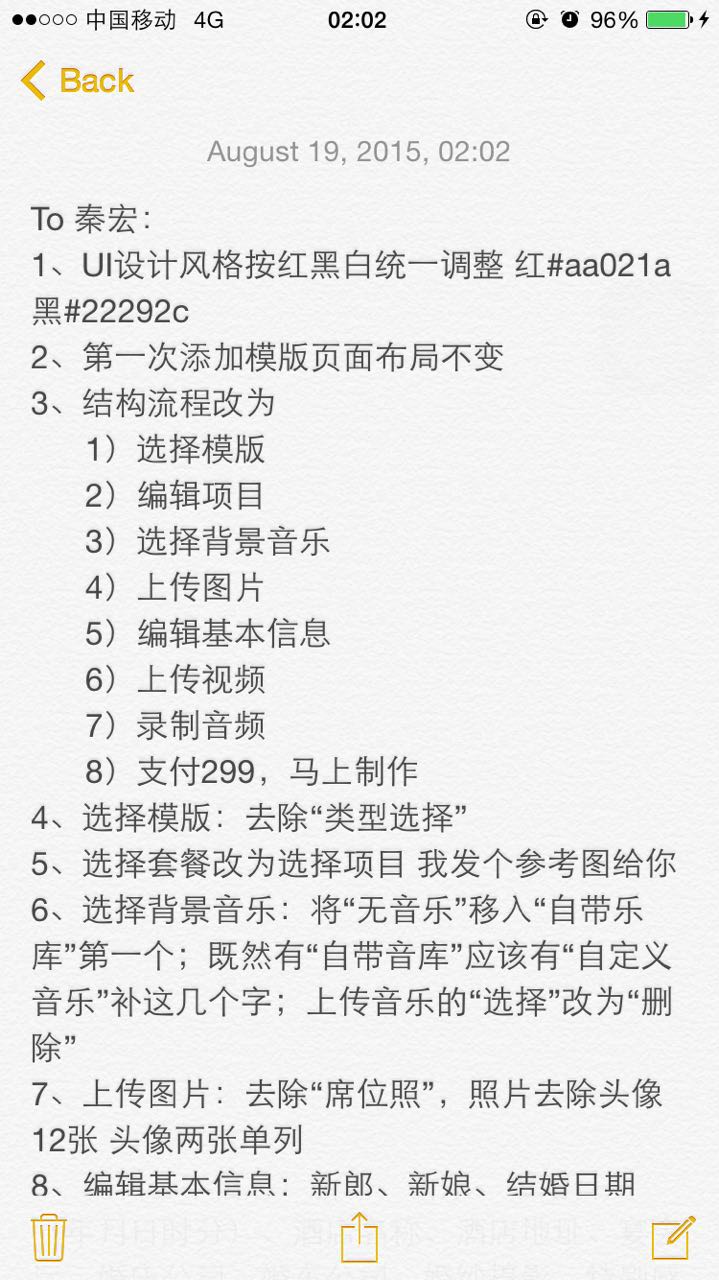 中国移动 4G 02:02 96%
Back
August 19, 2015, 02:02
To 秦宏：
1、UI设计风格按红黑白统一调整 红#aa021a
黑#22292c
2、第一次添加模版页面布局不变
3、结构流程改为
1）选择模版
2）编辑项目
3）选择背景音乐
4）上传图片
5）编辑基本信息
6）上传视频
7）录制音频
8）支付299，马上制作
4、选择模版：去除“类型选择”
5、选择套餐改为选择项目 我发个参考图给你
6、选择背景音乐：将“无音乐”移入“自带乐
库”第一个；既然有“自带音库”应该有“自定义
音乐”补这几个字；上传音乐的“选择”改为“删
除”
7、上传图片：去除“席位照”，照片去除头像
12张 头像两张单列
8、编辑基本信息：新郎、新娘、结婚日期